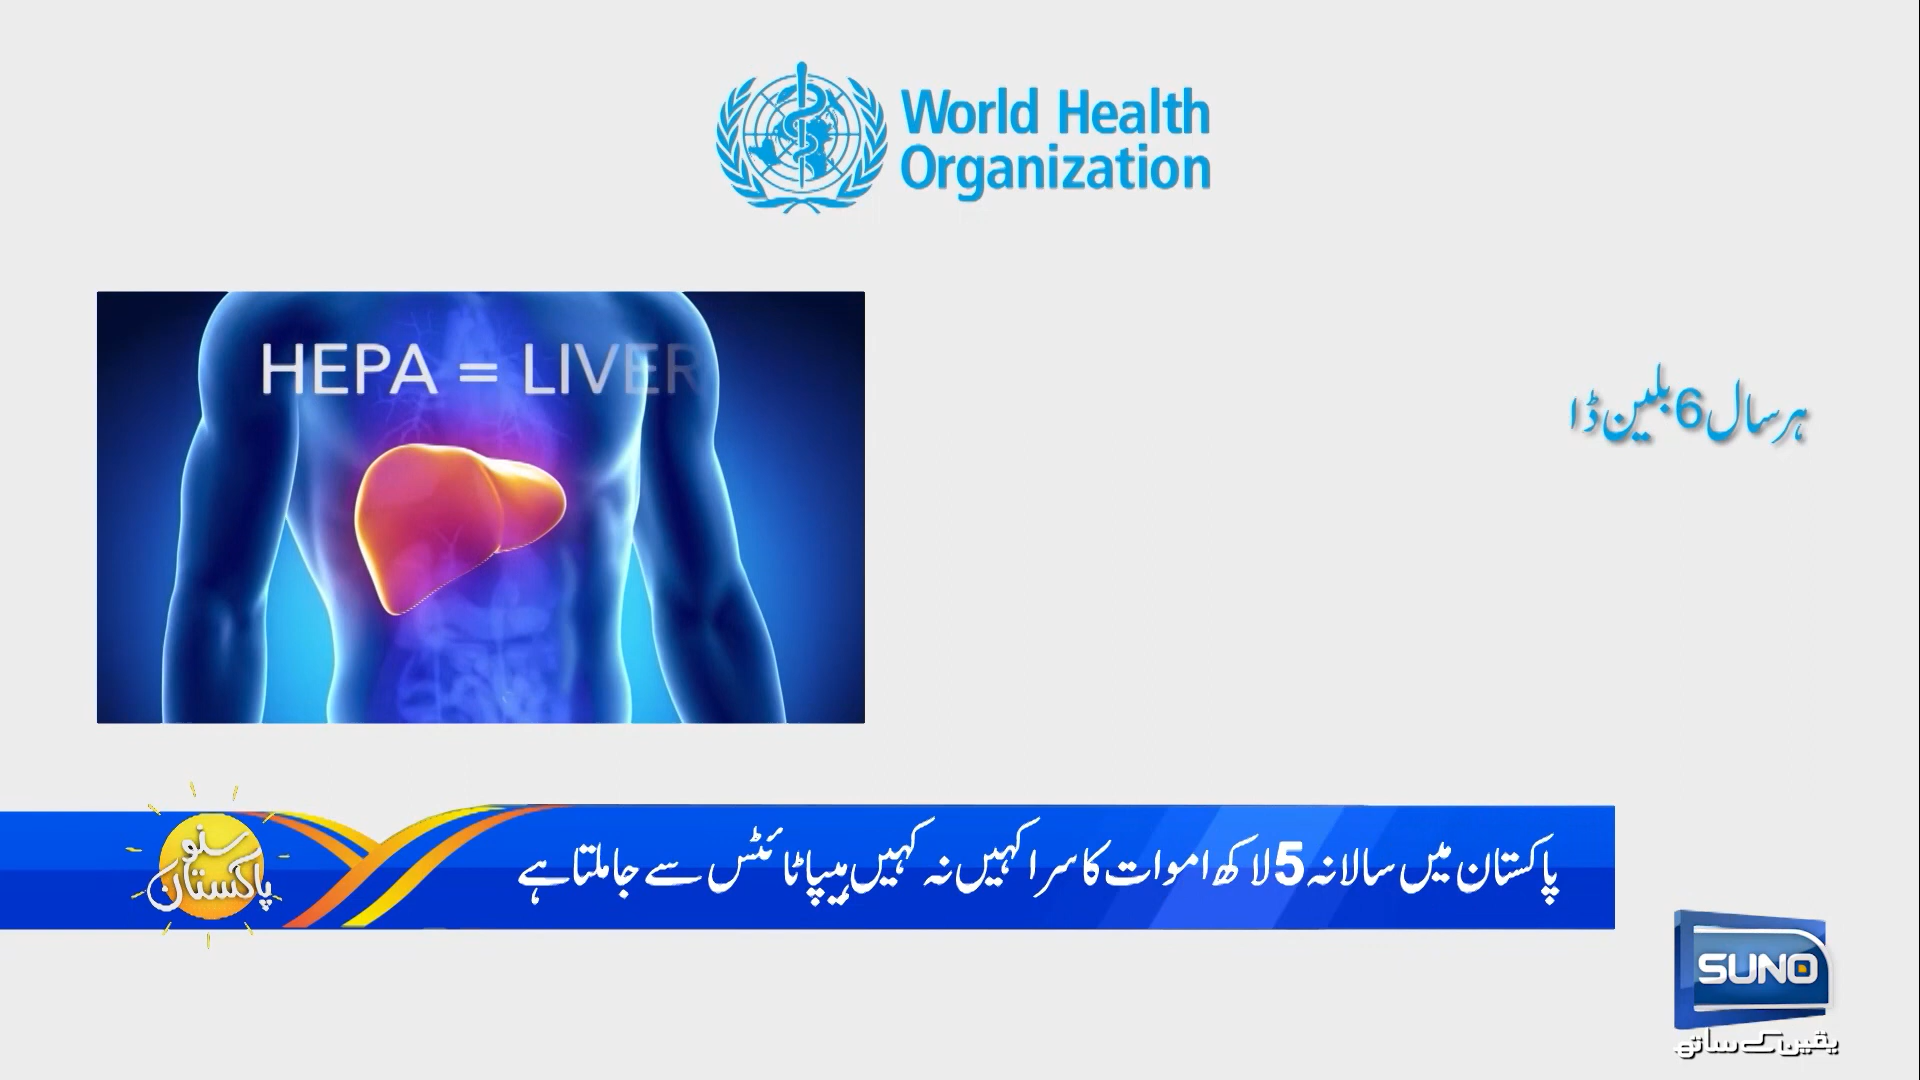 World Health
Organization
HEPA = LIVER
ہر سال 6 بلین ڈا
پاکستان میں سالانہ 5 لاکھ اموات کا سرا کہیں نہ کہیں ہیپاٹائٹس سے جا ملتا ہے
سنو
پاکستان
SUNO
یقین کے ساتھ